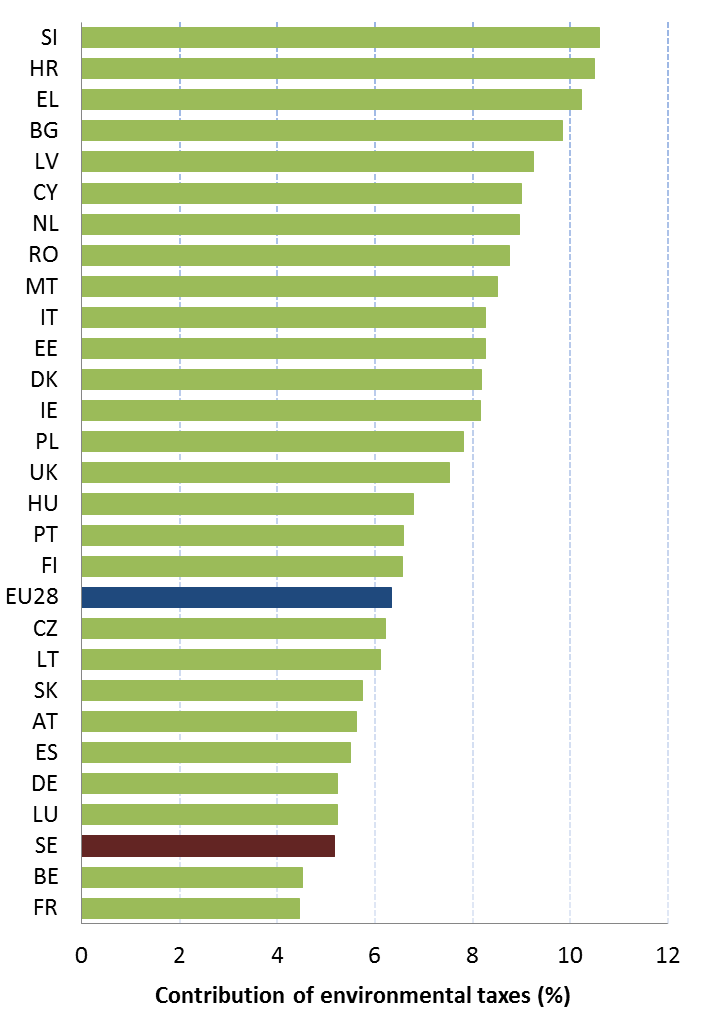 SI
HR
EL
BG
LV
CY
NL
RO
MT
IT
EE
DK
IE
PL
UK
HU
PT
FI
EU28
CZ
LT
SK
AT
ES
DE
LU
SE
BE
FR
0 2 4 6 8 10 12
Contribution of environmental taxes (%)